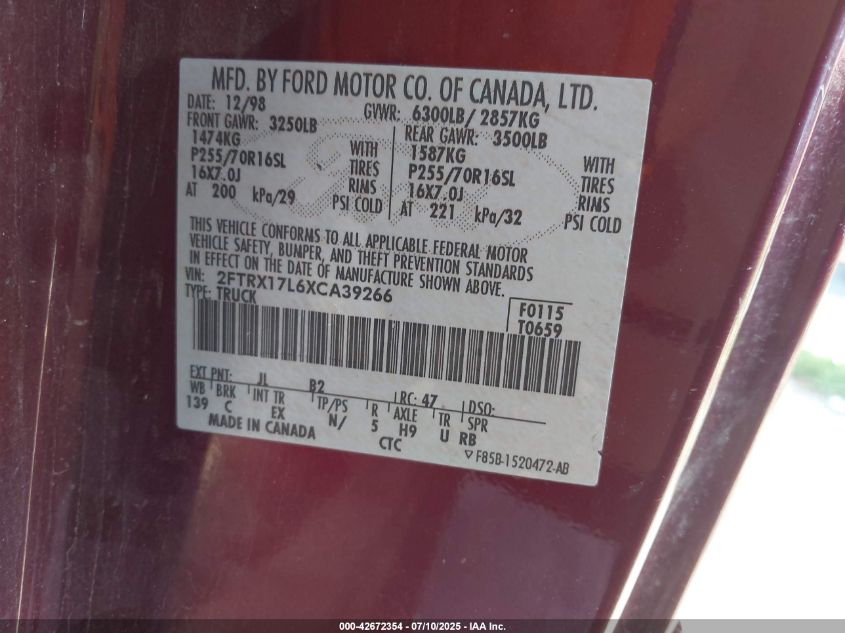 MFD. BY FORD MOTOR CO. OF CANADA, LTD.
DATE: 12/98 GVWR: 6300LB/ 2857KG
FRONT GAWR: 3250LB REAR GAWR: 3500LB
1474KG WITH 1587KG WITH
P255/70R16SL TIRES P255/70R16SL TIRES
16X7.0J RIMS 16X7.0J RIMS
AT 200 kPa/29 PSI COLD AT 221 kPa/32 PSI COLD
THIS VEHICLE CONFORMS TO ALL APPLICABLE FEDERAL MOTOR
VEHICLE SAFETY, BUMPER, AND THEFT PREVENTION STANDARDS
IN EFFECT ON THE DATE OF MANUFACTURE SHOWN ABOVE.
VIN: 2FTRX17L6XCA39266
TYPE: TRUCK
F0115
T0659
EXT PNT: JL B2 RC: 47 DSO:
WB BRK INT TR TP/PS R AXLE TR SPR
139 C EX N/ 5 H9 U RB
MADE IN CANADA CTC
F85B-1520472-AB
000-42672354 | 07/10/2025 - IAA Inc.